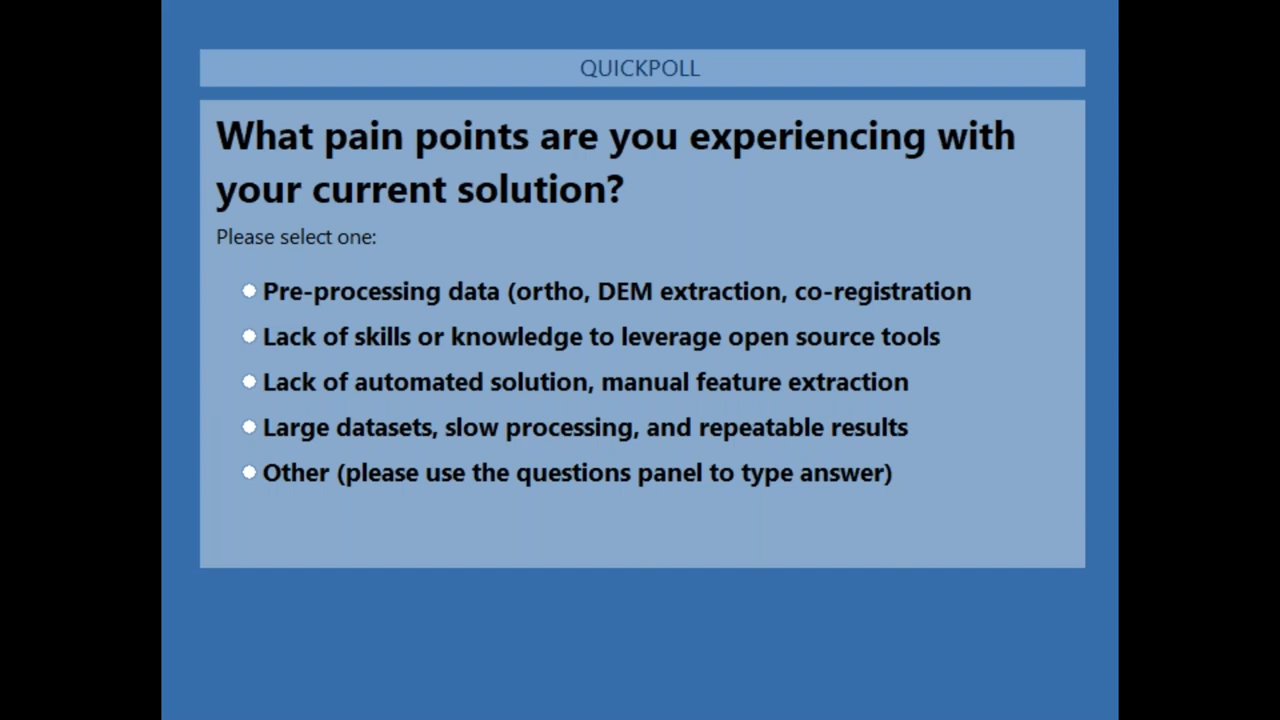 QUICKPOLL
What pain points are you experiencing with
your current solution?
Please select one:
Pre-processing data (ortho, DEM extraction, co-registration
Lack of skills or knowledge to leverage open source tools
Lack of automated solution, manual feature extraction
Large datasets, slow processing, and repeatable results
Other (please use the questions panel to type answer)